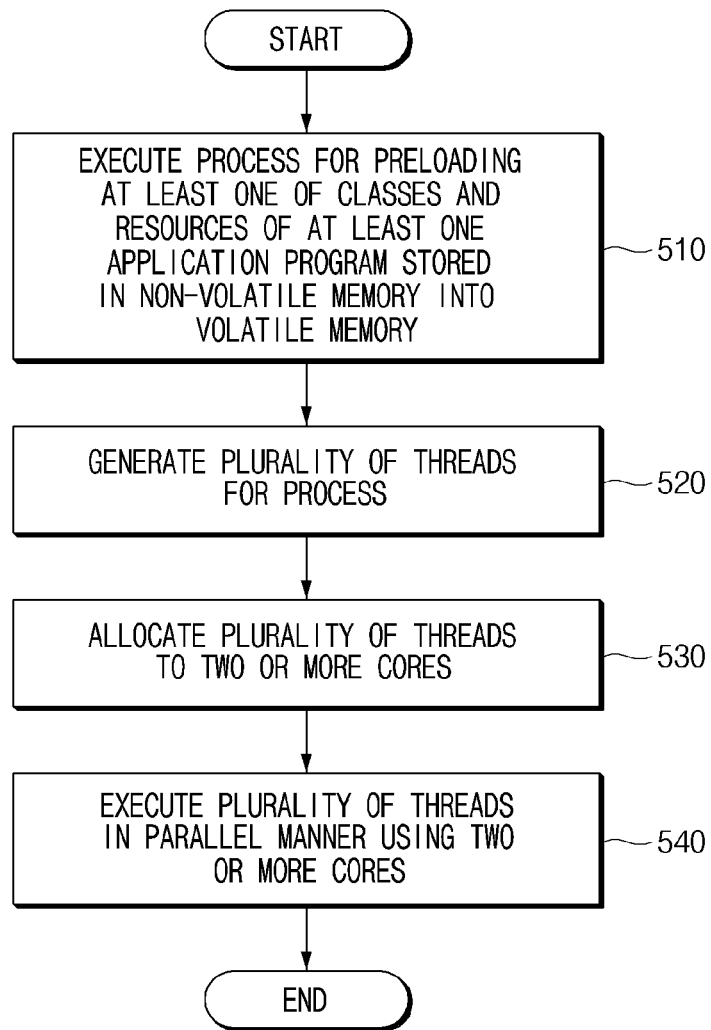 START
EXECUTE PROCESS FOR PRELOADING
AT LEAST ONE OF CLASSES AND
RESOURCES OF AT LEAST ONE
APPLICATION PROGRAM STORED
IN NON-VOLATILE MEMORY INTO
VOLATILE MEMORY
510
GENERATE PLURALITY OF THREADS
FOR PROCESS
520
ALLOCATE PLURALITY OF THREADS
TO TWO OR MORE CORES
530
EXECUTE PLURALITY OF THREADS
IN PARALLEL MANNER USING TWO
OR MORE CORES
540
END